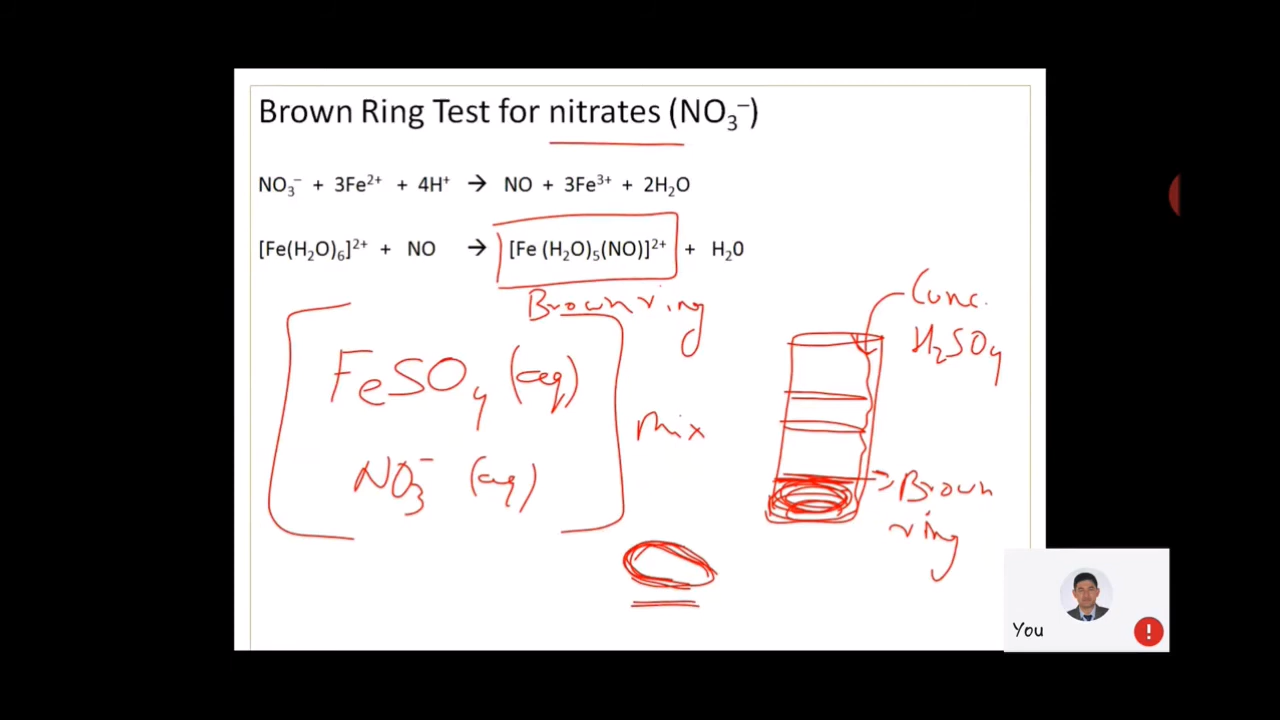 Brown Ring Test for nitrates (NO₃⁻)
NO₃⁻ + 3Fe²⁺ + 4H⁺ → NO + 3Fe³⁺ + 2H₂O
[Fe(H₂O)₆]²⁺ + NO → [Fe (H₂O)₅(NO)]²⁺ + H₂0
Brown ring
FeSO₄ (aq)
NO₃⁻ (aq)
Mix
Conc.
H₂SO₄
Brown
ring
You
!